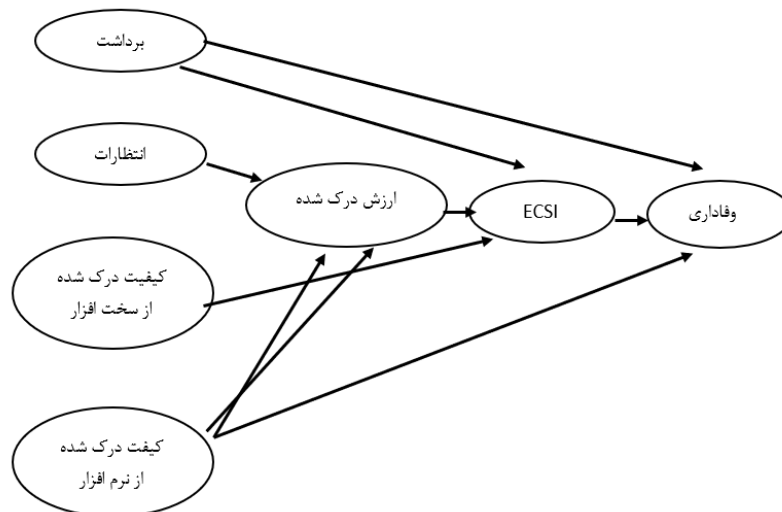 برداشت
انتظارات
ارزش درک شده
ECSI
وفاداری
کیفیت درک شده
از سخت افزار
کیفت درک شده
از نرم افزار